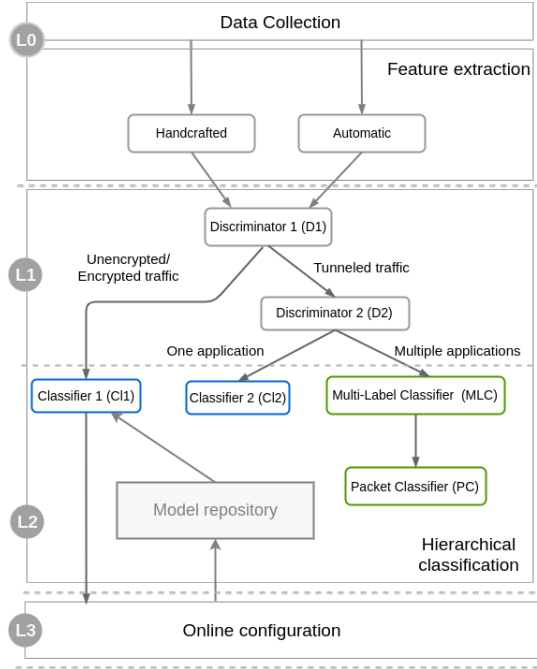 Data Collection
L0
Feature extraction
Handcrafted
Automatic
Discriminator 1 (D1)
Unencrypted/
Encrypted traffic
Tunneled traffic
L1
Discriminator 2 (D2)
One application
Multiple applications
Classifier 1 (Cl1)
Classifier 2 (Cl2)
Multi-Label Classifier (MLC)
Packet Classifier (PC)
Model repository
L2
Hierarchical
classification
L3
Online configuration